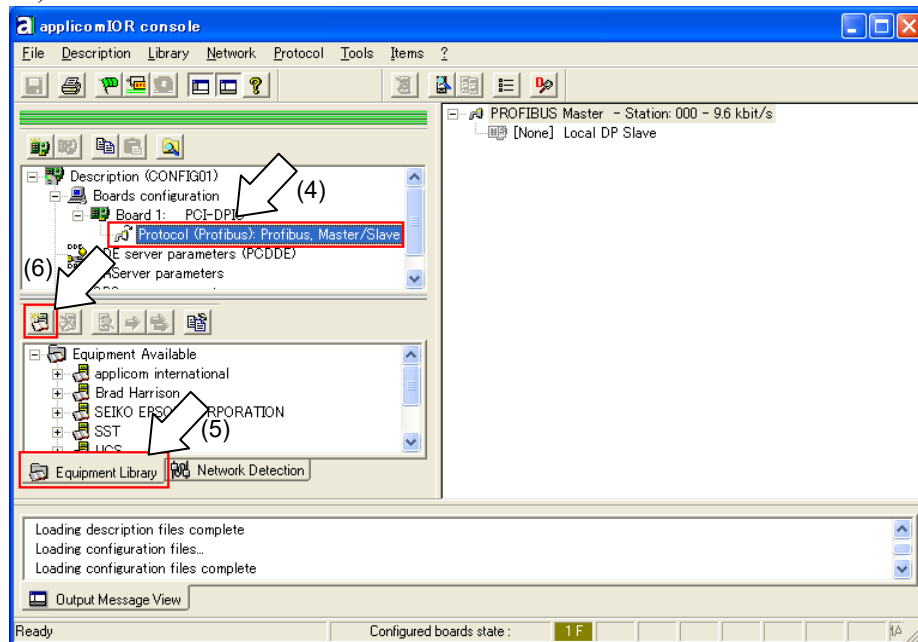 applicomIOR console
File Description Library Network Protocol Tools Items ?
PROFIBUS Master - Station: 000 - 9.6 kbit/s
[None] Local DP Slave
Description (CONFIG01)
Boards configuration
(4)
Board 1: PCI-DPIO
Protocol (Profibus): Profibus, Master/Slave
DDE server parameters (PCDDE)
(6)
Server parameters
Equipment Available
applicom international
Brad Harrison
SEIKO EPSON CORPORATION
SST
(5)
Equipment Library
Network Detection
Loading description files complete
Loading configuration files...
Loading configuration files complete
Output Message View
Ready
Configured boards state :
1 F